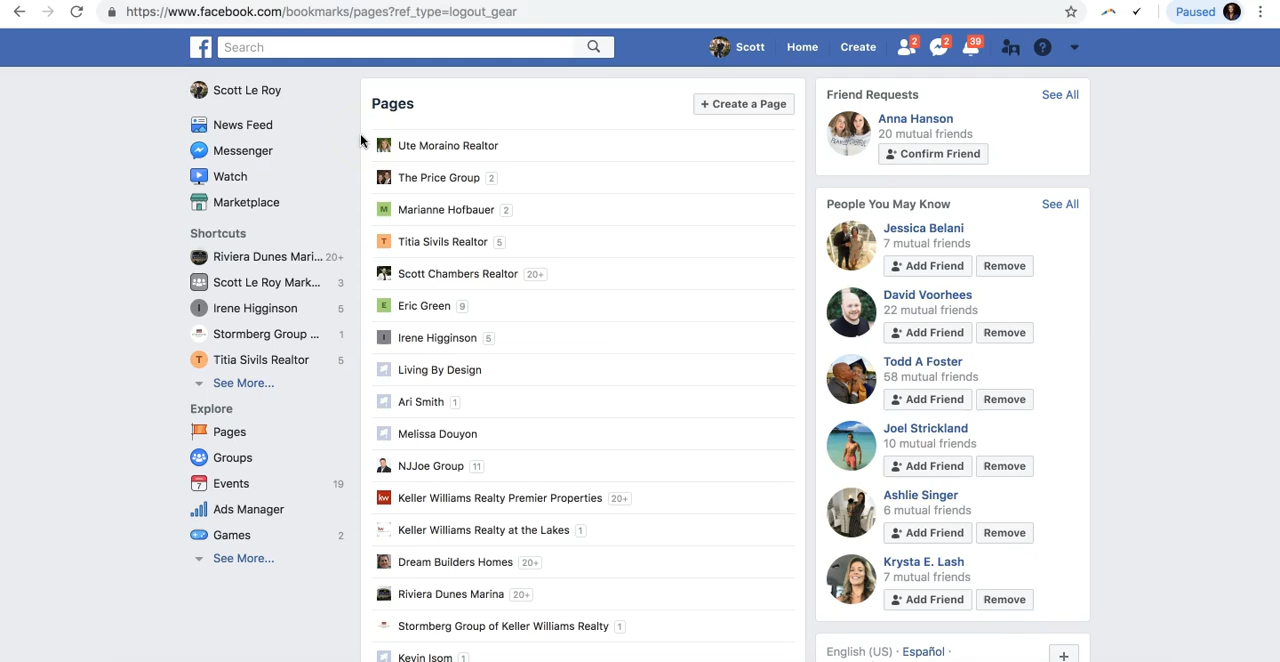 https://www.facebook.com/bookmarks/pages?ref_type=logout_gear
Paused
Search
Scott
Home
Create
2
2
39
Scott Le Roy
News Feed
Messenger
Watch
Marketplace
Shortcuts
Riviera Dunes Mari... 20+
Scott Le Roy Mark... 3
Irene Higginson 5
Stormberg Group ... 1
Titia Sivils Realtor 5
See More...
Explore
Pages
Groups
Events 19
Ads Manager
Games 2
See More...
Pages
+ Create a Page
Ute Moraino Realtor
The Price Group 2
Marianne Hofbauer 2
Titia Sivils Realtor 5
Scott Chambers Realtor 20+
Eric Green 9
Irene Higginson 5
Living By Design
Ari Smith 1
Melissa Douyon
NJJoe Group 11
Keller Williams Realty Premier Properties 20+
Keller Williams Realty at the Lakes 1
Dream Builders Homes 20+
Riviera Dunes Marina 20+
Stormberg Group of Keller Williams Realty 1
Kevin Isom 1
Friend Requests
See All
Anna Hanson
20 mutual friends
Confirm Friend
People You May Know
See All
Jessica Belani
7 mutual friends
Add Friend Remove
David Voorhees
22 mutual friends
Add Friend Remove
Todd A Foster
58 mutual friends
Add Friend Remove
Joel Strickland
10 mutual friends
Add Friend Remove
Ashlie Singer
6 mutual friends
Add Friend Remove
Krysta E. Lash
7 mutual friends
Add Friend Remove
English (US) · Español ·